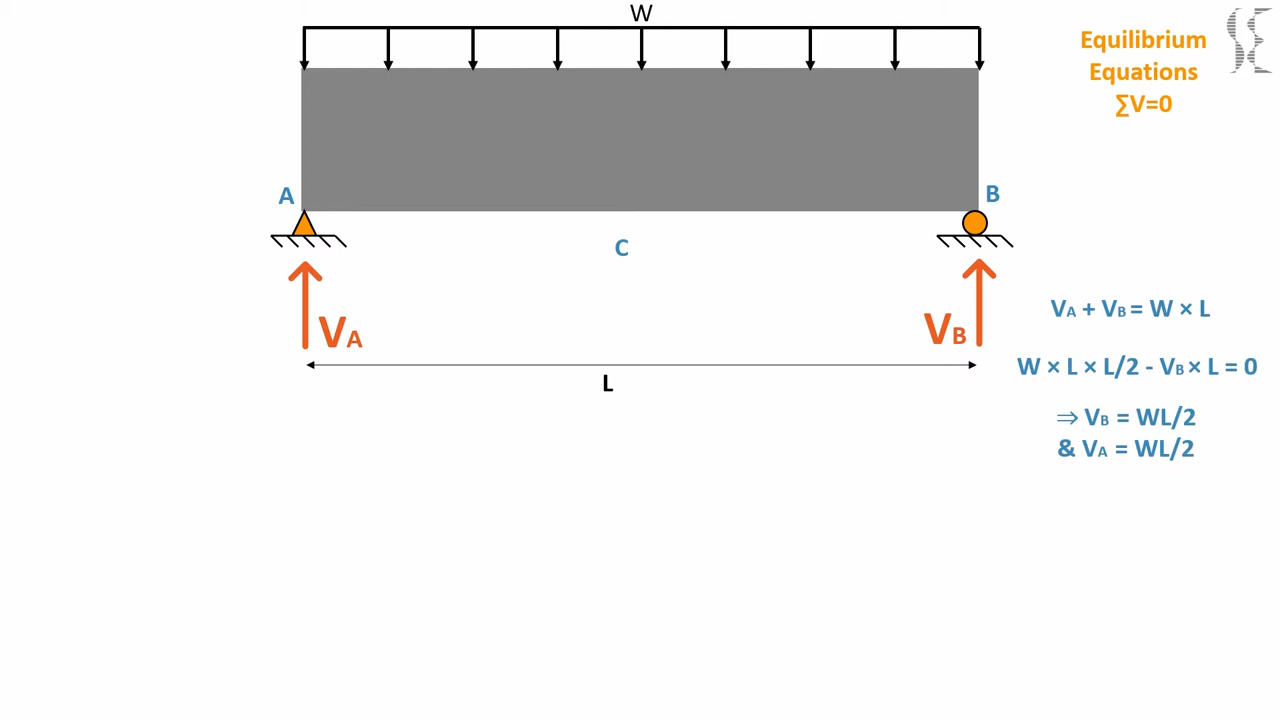 W
Equilibrium
Equations
∑V=0
A
B
C
VA
VB
L
VA + VB = W × L
W × L × L/2 - VB × L = 0
⇒ VB = WL/2
& VA = WL/2